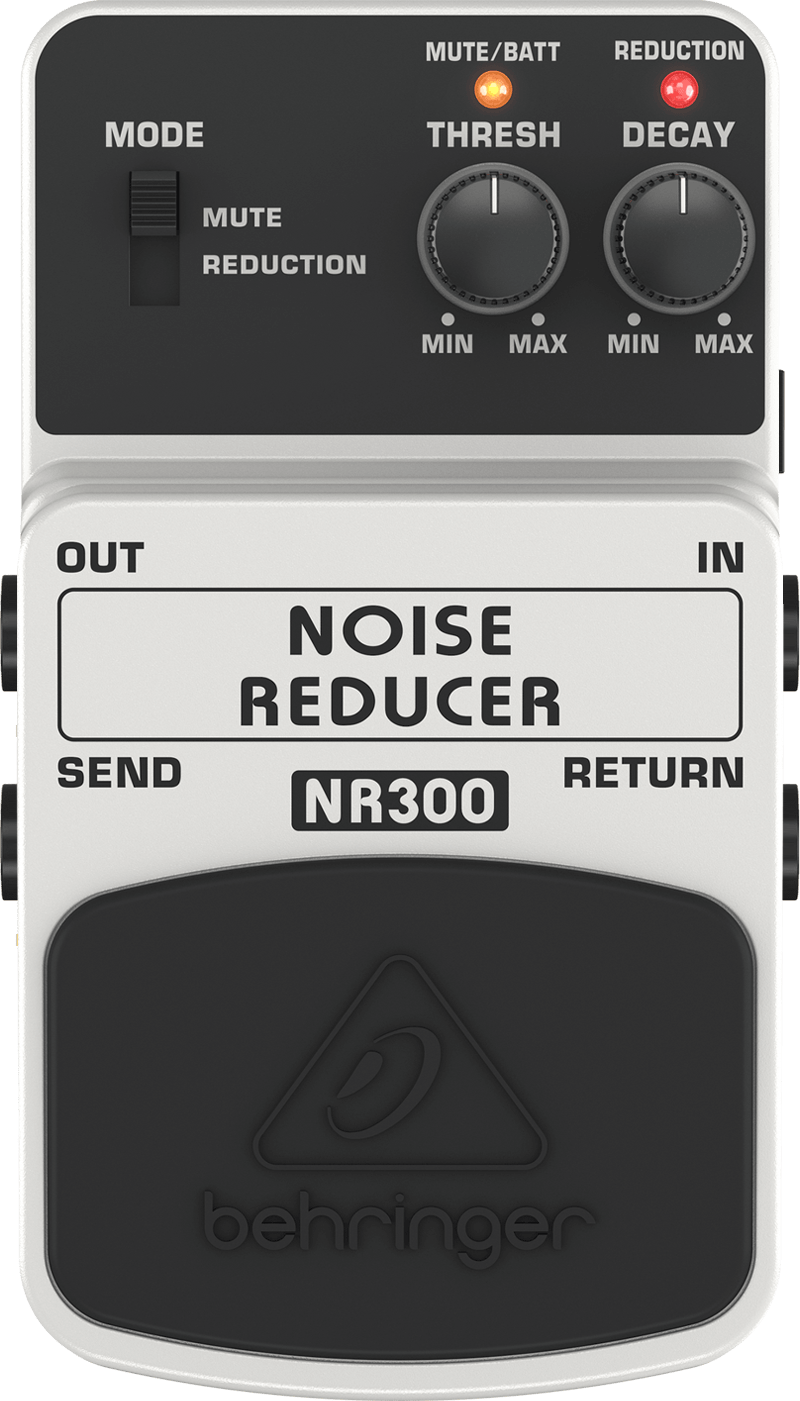 MUTE/BATT
REDUCTION
MODE
THRESH
DECAY
MUTE
REDUCTION
MIN
MAX
MIN
MAX
OUT
IN
NOISE
REDUCER
SEND
RETURN
NR300
behringer